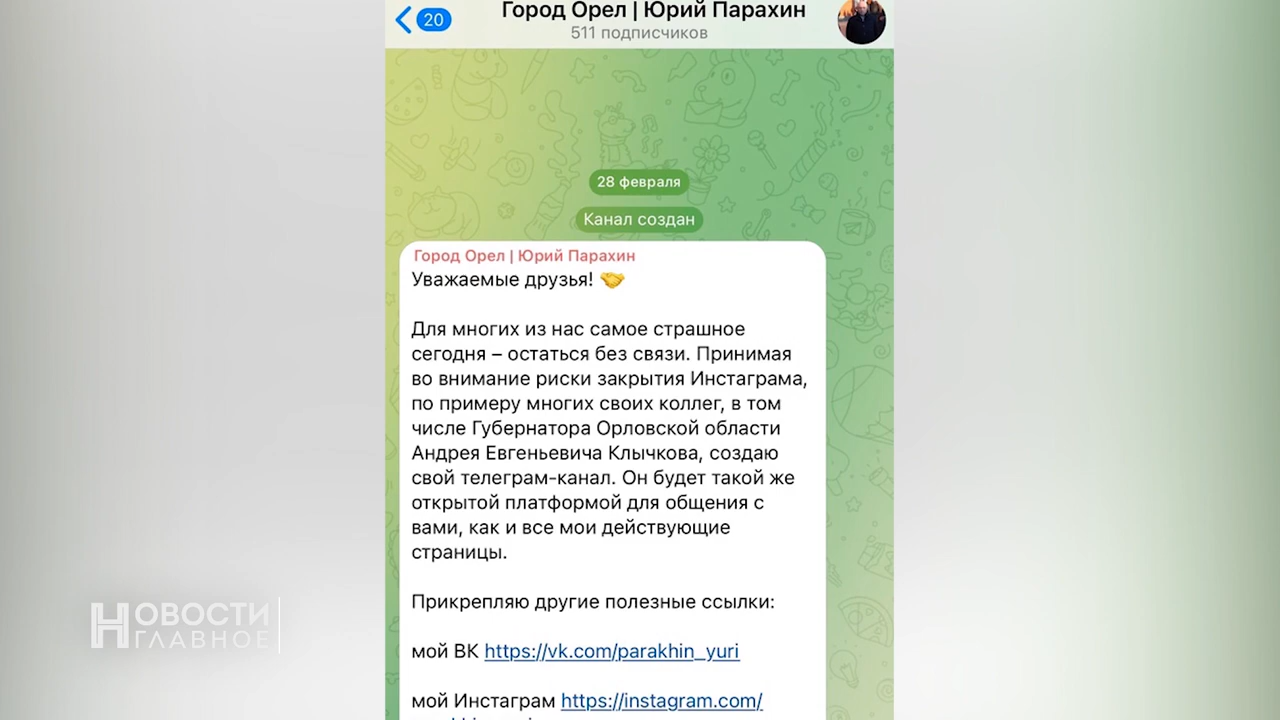 20
Город Орел | Юрий Парахин
511 подписчиков
28 февраля
Канал создан
Город Орел | Юрий Парахин
Уважаемые друзья! 🤝
Для многих из нас самое страшное
сегодня – остаться без связи. Принимая
во внимание риски закрытия Инстаграма,
по примеру многих своих коллег, в том
числе Губернатора Орловской области
Андрея Евгеньевича Клычкова, создаю
свой телеграм-канал. Он будет такой же
открытой платформой для общения с
вами, как и все мои действующие
страницы.
Прикрепляю другие полезные ссылки:
мой ВК https://vk.com/parakhin_yuri
мой Инстаграм https://instagram.com/
НОВОСТИ
ГЛАВНОЕ